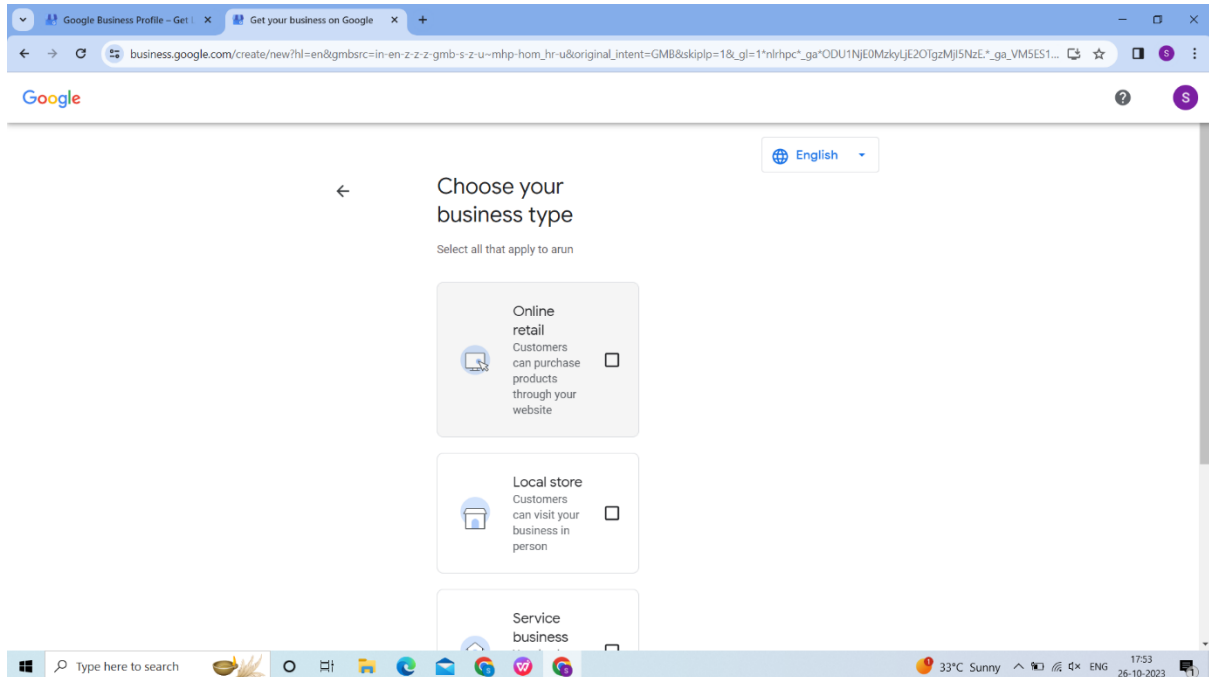 Google Business Profile – Get l
Get your business on Google
business.google.com/create/new?hl=en&gmbsrc=in-en-z-z-z-gmb-s-z-u~mhp-hom_hr-u&original_intent=GMB&skiplp=1&_gl=1*nlrhpc*_ga*ODU1NjE0MzkyLjE2OTgzMjI5NzE.*_ga_VM5ES1...
S
Google
S
English
Choose your
business type
Select all that apply to arun
Online
retail
Customers
can purchase
products
through your
website
Local store
Customers
can visit your
business in
person
Service
business
Type here to search
33°C Sunny
ENG
17:53
26-10-2023
1